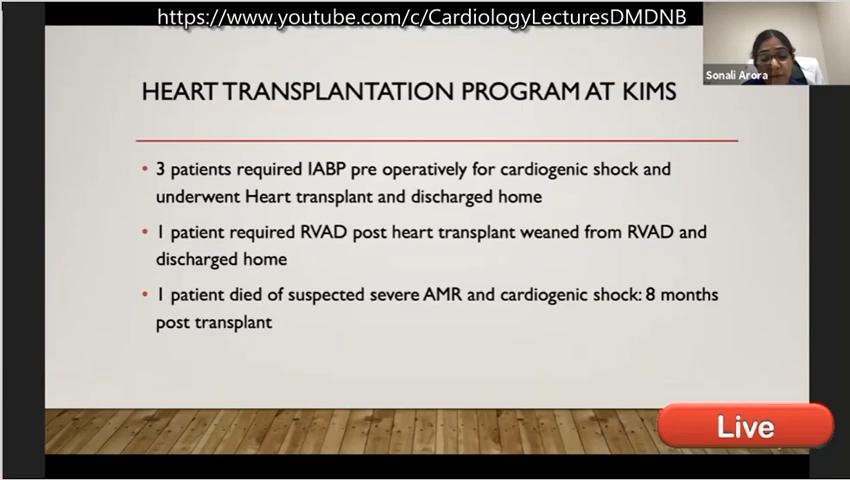 https://www.youtube.com/c/CardiologyLecturesDMDNB
Sonali Arora
HEART TRANSPLANTATION PROGRAM AT KIMS
• 3 patients required IABP pre operatively for cardiogenic shock and
underwent Heart transplant and discharged home
• 1 patient required RVAD post heart transplant weaned from RVAD and
discharged home
• 1 patient died of suspected severe AMR and cardiogenic shock: 8 months
post transplant
Live